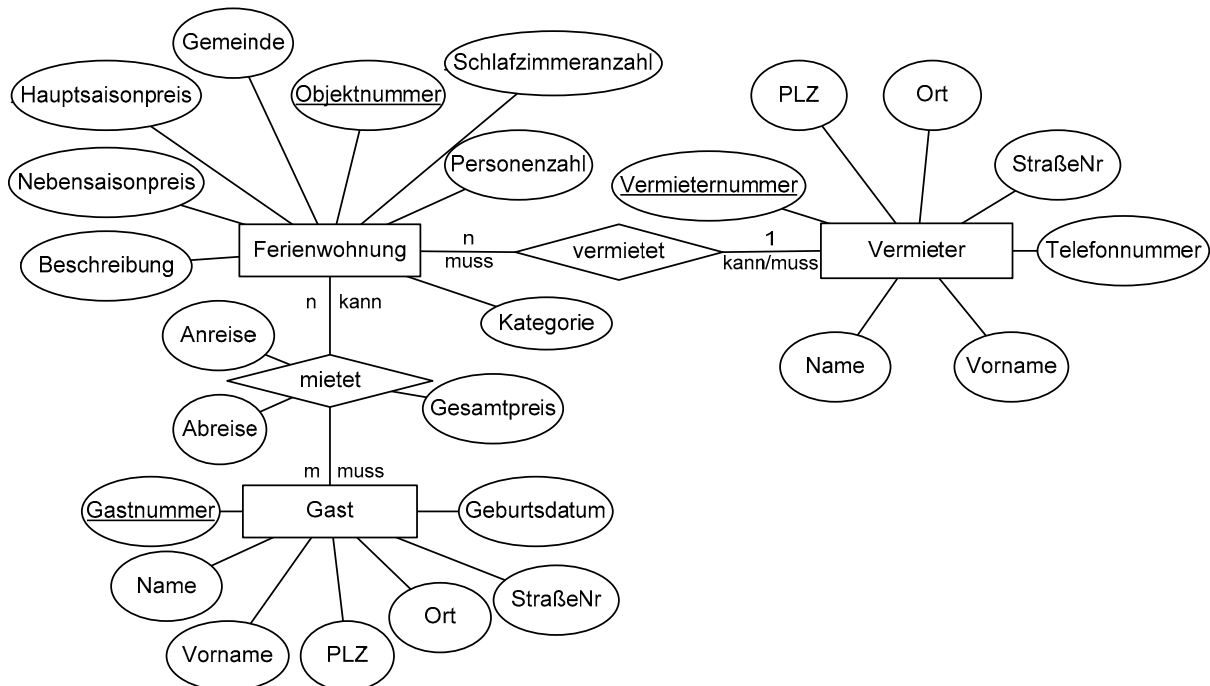 Gemeinde
Schlafzimmeranzahl
Hauptsaisonpreis
Objektnummer
PLZ
Ort
Nebensaisonpreis
Personenzahl
Vermieternummer
StraßeNr
Beschreibung
Ferienwohnung
n
muss
vermietet
1
kann/muss
Vermieter
Telefonnummer
n
kann
Kategorie
Anreise
Name
Vorname
mietet
Gesamtpreis
Abreise
m
muss
Gastnummer
Gast
Geburtsdatum
Name
StraßeNr
Ort
Vorname
PLZ